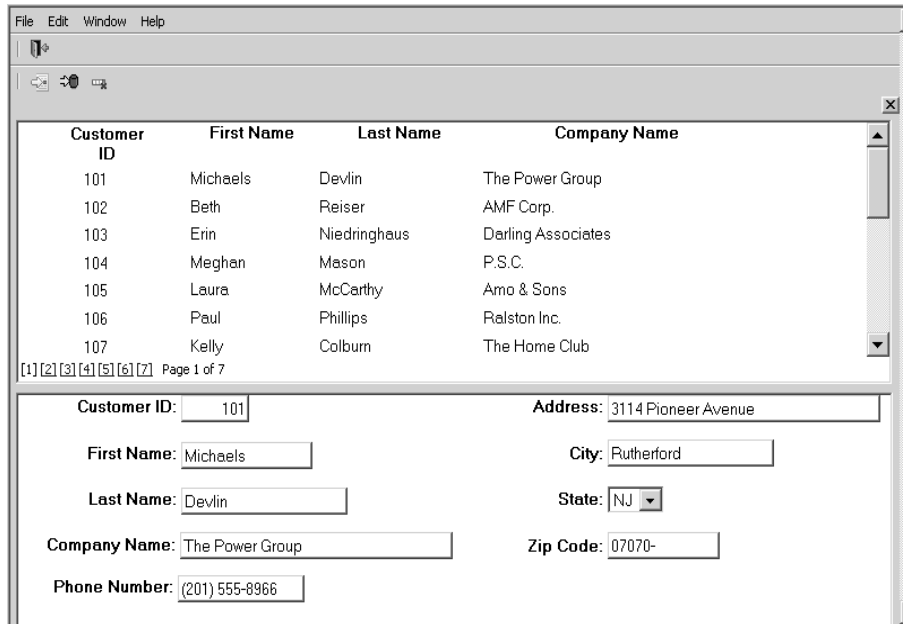 File Edit Window Help
Customer ID First Name Last Name Company Name
101 Michaels Devlin The Power Group
102 Beth Reiser AMF Corp.
103 Erin Niedringhaus Darling Associates
104 Meghan Mason P.S.C.
105 Laura McCarthy Amo & Sons
106 Paul Phillips Ralston Inc.
107 Kelly Colburn The Home Club
[1] [2] [3] [4] [5] [6] [7] Page 1 of 7
Customer ID: 101 Address: 3114 Pioneer Avenue
First Name: Michaels City: Rutherford
Last Name: Devlin State: NJ
Company Name: The Power Group Zip Code: 07070-
Phone Number: (201) 555-8966